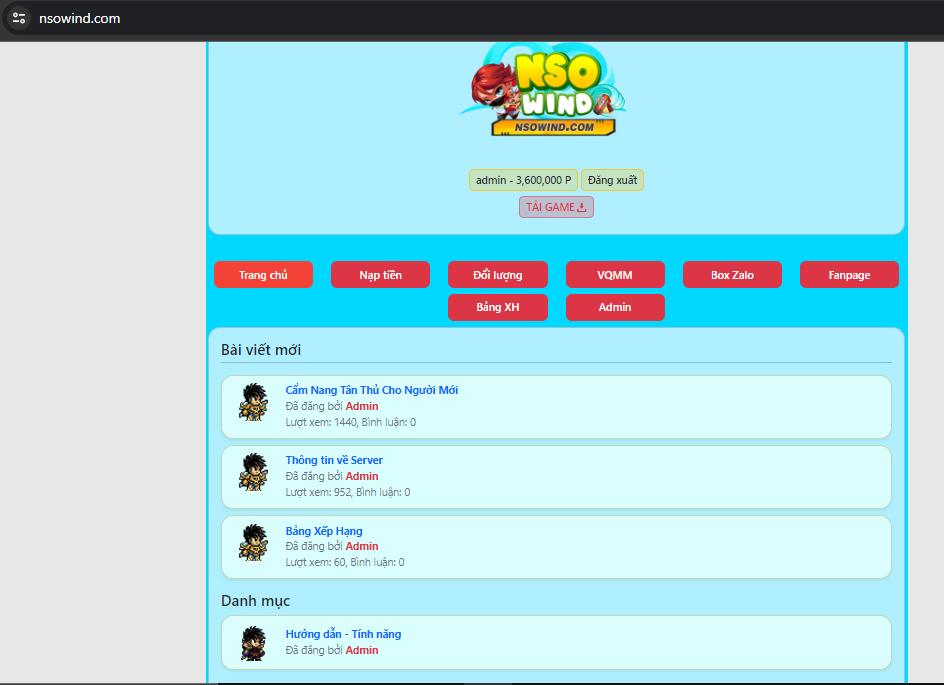 nsowind.com
NSO
WIND
NSOWIND.COM
admin - 3,600,000 P Đăng xuất
TẢI GAME
Trang chủ Nạp tiền Đổi lượng VQMM Box Zalo Fanpage
Bảng XH Admin
Bài viết mới
Cẩm Nang Tân Thủ Cho Người Mới
Đã đăng bởi Admin
Lượt xem: 1440, Bình luận: 0
Thông tin về Server
Đã đăng bởi Admin
Lượt xem: 952, Bình luận: 0
Bảng Xếp Hạng
Đã đăng bởi Admin
Lượt xem: 60, Bình luận: 0
Danh mục
Hướng dẫn - Tính năng
Đã đăng bởi Admin